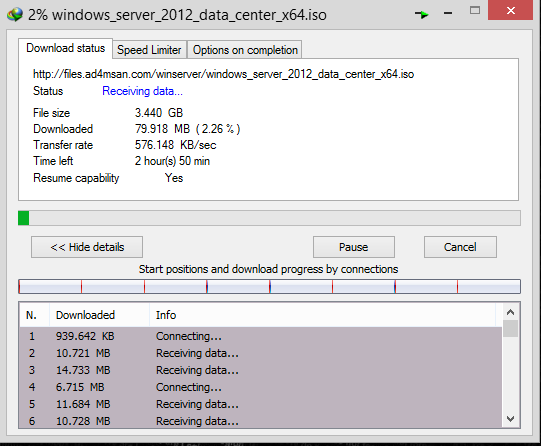 2% windows_server_2012_data_center_x64.iso
Download status Speed Limiter Options on completion
http://files.ad4msan.com/winserver/windows_server_2012_data_center_x64.iso
Status Receiving data...
File size 3.440 GB
Downloaded 79.918 MB ( 2.26 % )
Transfer rate 576.148 KB/sec
Time left 2 hour(s) 50 min
Resume capability Yes
<< Hide details Pause Cancel
Start positions and download progress by connections
N. Downloaded Info
1 939.642 KB Connecting...
2 10.721 MB Receiving data...
3 14.733 MB Receiving data...
4 6.715 MB Connecting...
5 11.684 MB Receiving data...
6 10.728 MB Receiving data...